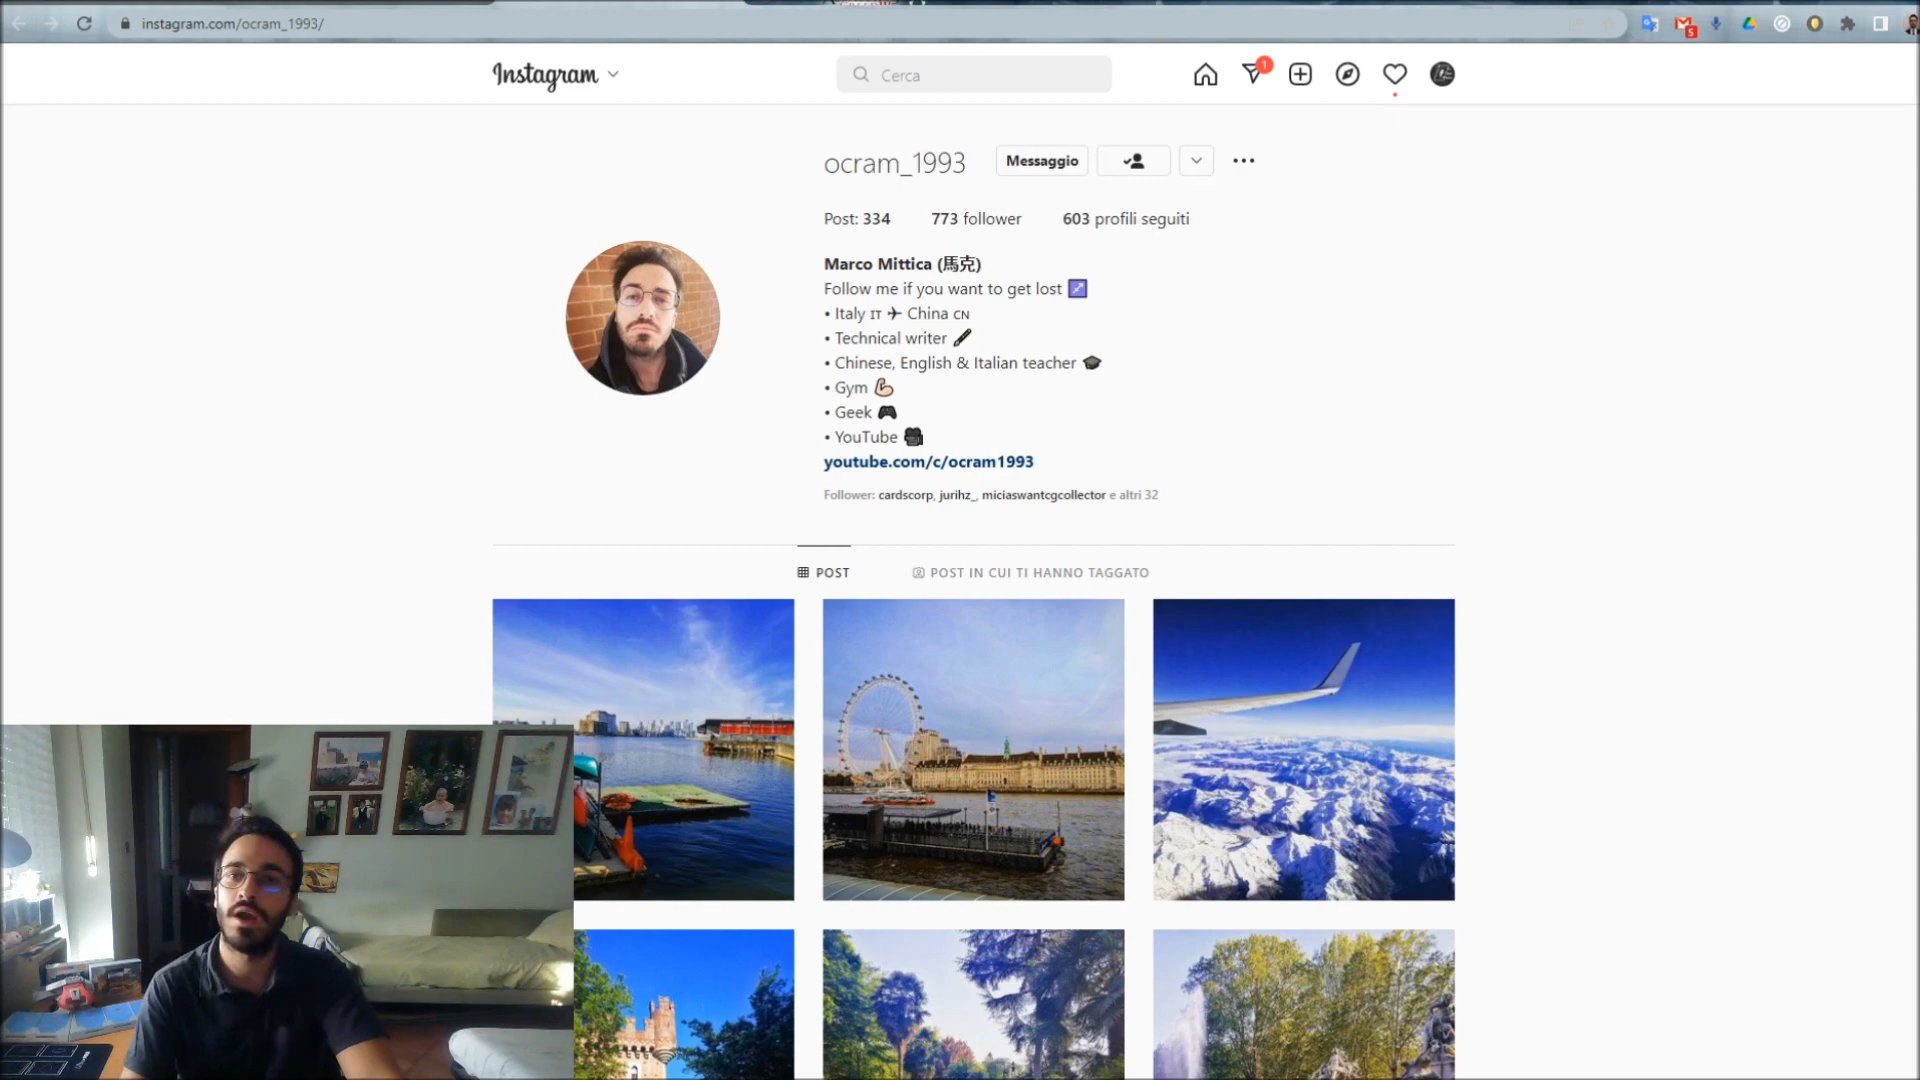 instagram.com/ocram_1993/
5
Instagram
Cerca
1
ocram_1993
Messaggio
Post: 334
773 follower
603 profili seguiti
Marco Mittica (馬克)
Follow me if you want to get lost ♐
• Italy IT ✈ China CN
• Technical writer 🖌
• Chinese, English & Italian teacher 🎓
• Gym 💪🏻
• Geek 🎮
• YouTube 🎥
youtube.com/c/ocram1993
Follower: cardscorp, jurihz_, miciaswantcgcollector e altri 32
POST
POST IN CUI TI HANNO TAGGATO